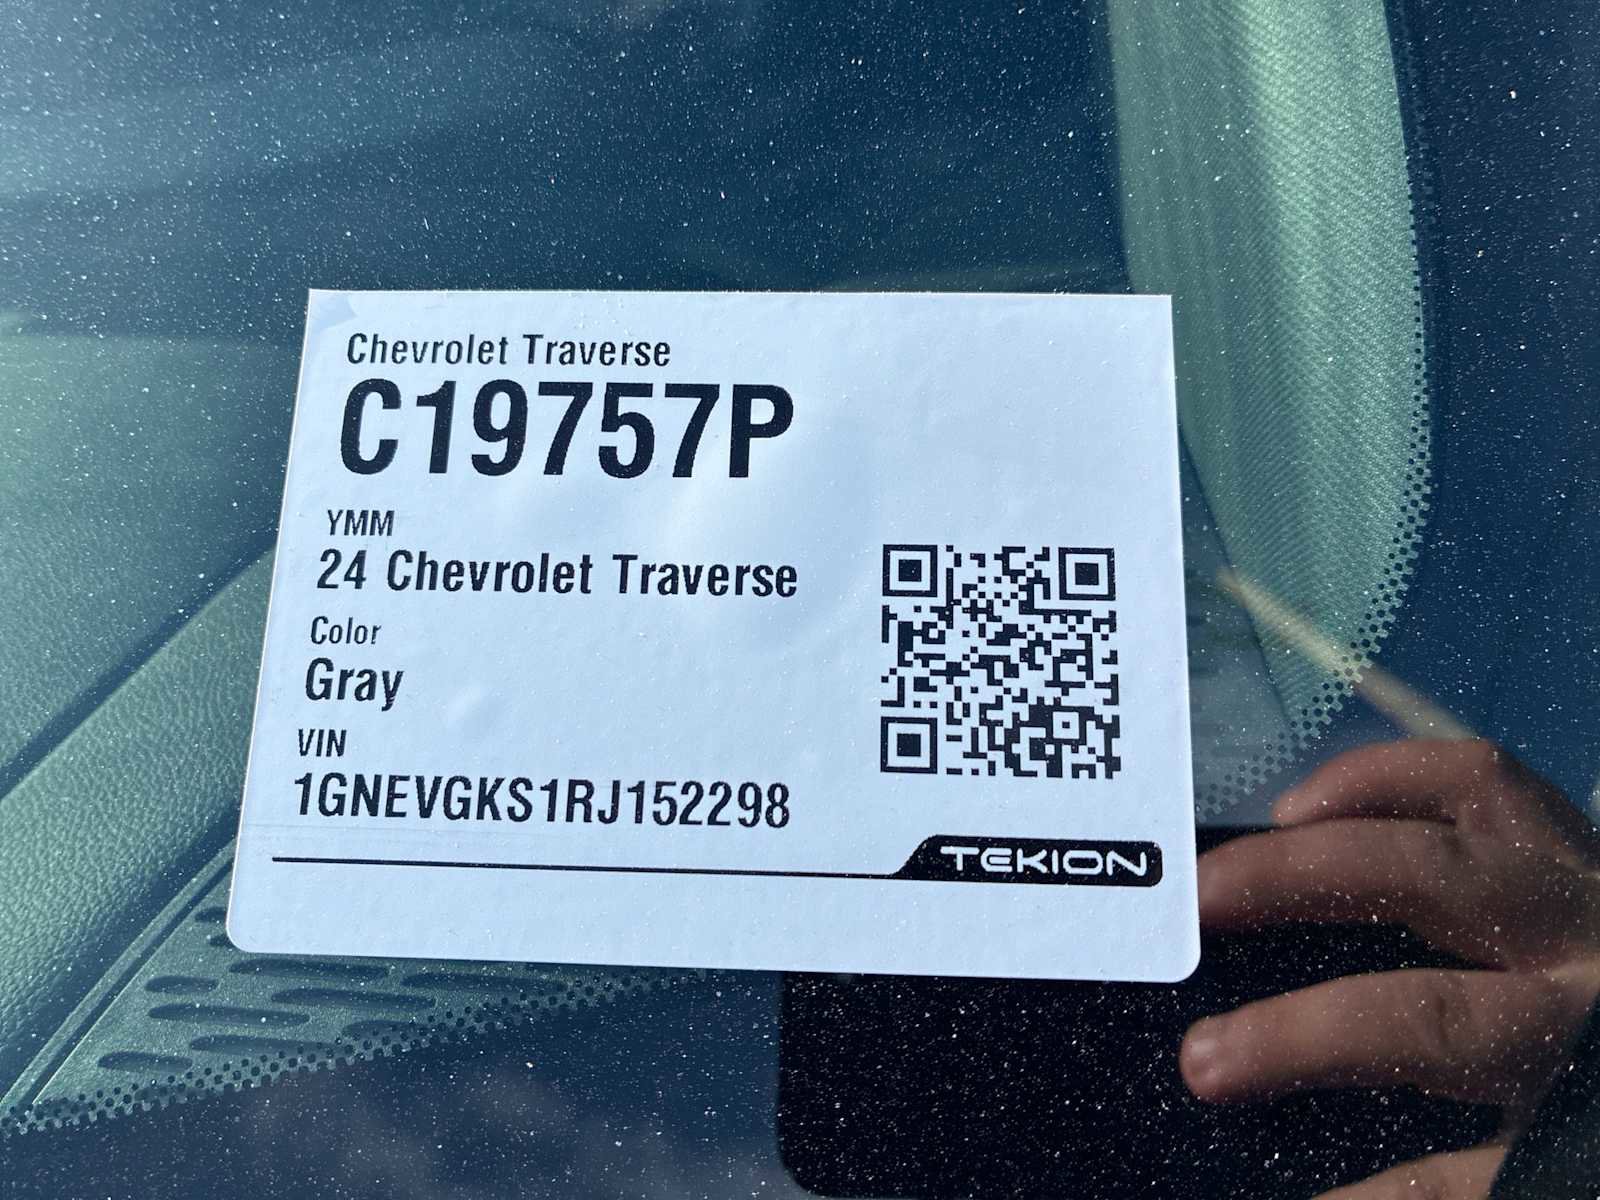 Chevrolet Traverse
C19757P
YMM
24 Chevrolet Traverse
Color
Gray
VIN
1GNEVGKS1RJ152298
TEKION